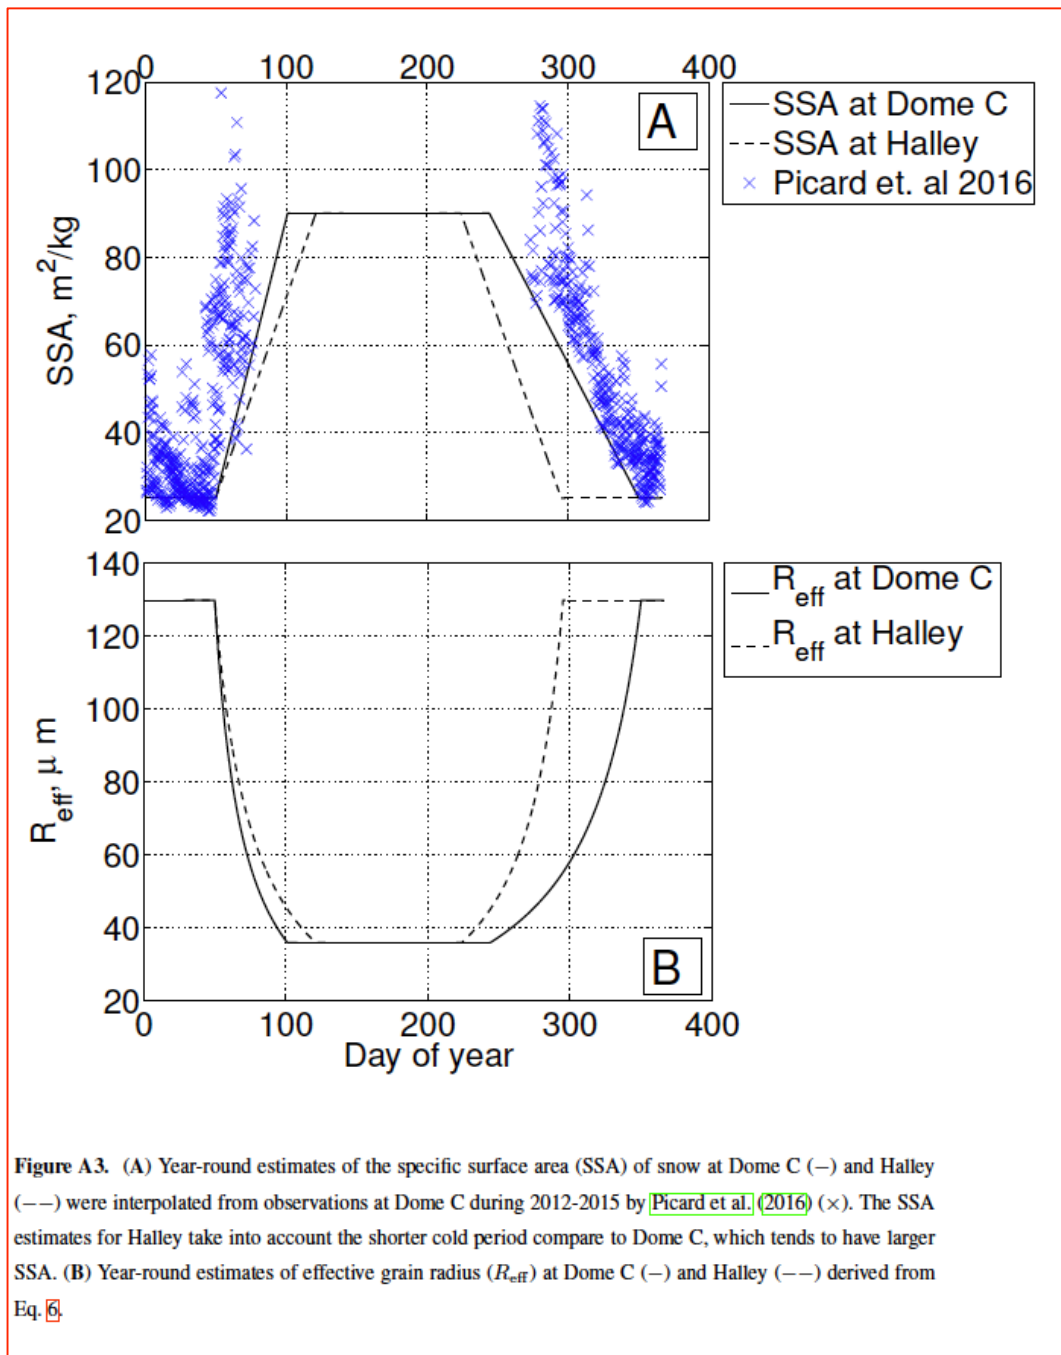 0 100 200 300 400
120
100
80
60
40
20
SSA, m²/kg
A
SSA at Dome C
SSA at Halley
Picard et. al 2016
140
120
100
80
60
40
20
R_eff, μ m
B
R_eff at Dome C
R_eff at Halley
0 100 200 300 400
Day of year
Figure A3. (A) Year-round estimates of the specific surface area (SSA) of snow at Dome C (−) and Halley
(−−) were interpolated from observations at Dome C during 2012-2015 by Picard et al. (2016) (×). The SSA
estimates for Halley take into account the shorter cold period compare to Dome C, which tends to have larger
SSA. (B) Year-round estimates of effective grain radius (R_eff) at Dome C (−) and Halley (−−) derived from
Eq. 6.